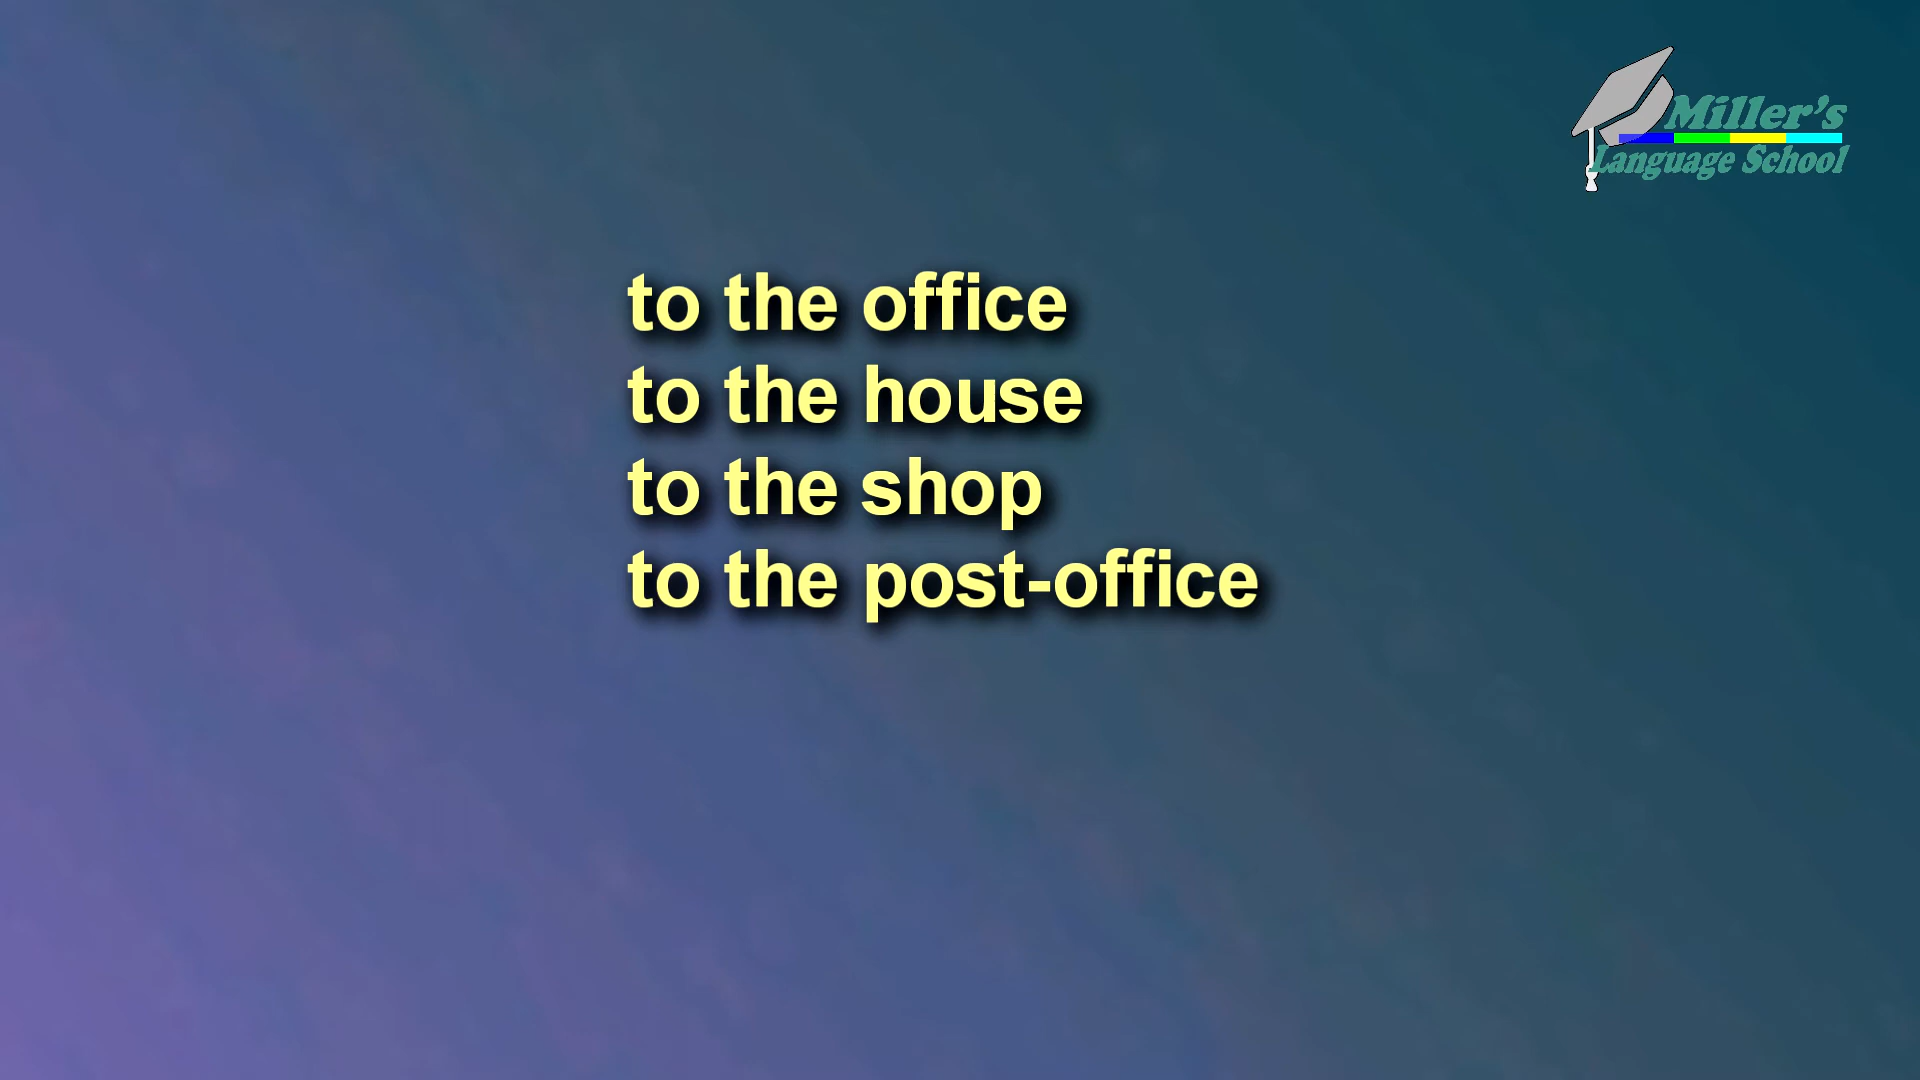 Miller's
Language School
to the office
to the house
to the shop
to the post-office